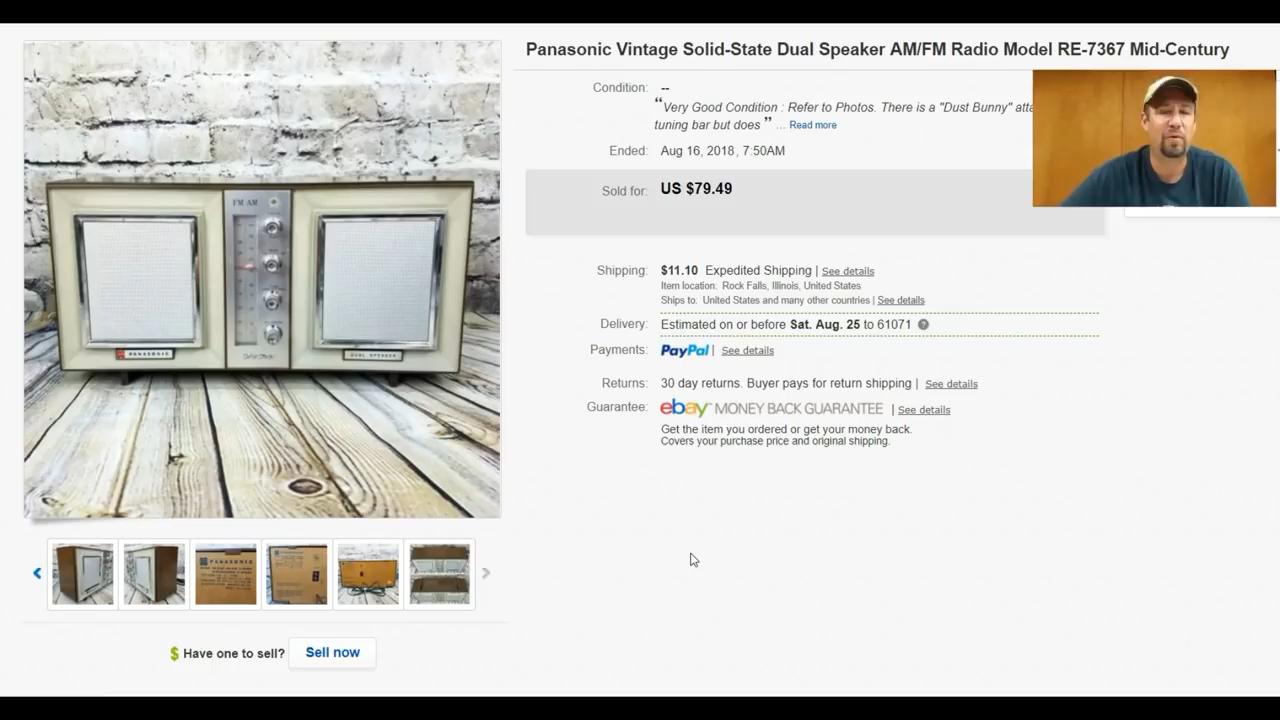 Panasonic Vintage Solid-State Dual Speaker AM/FM Radio Model RE-7367 Mid-Century
Condition: --
“Very Good Condition : Refer to Photos. There is a "Dust Bunny"
tuning bar but does ” ... Read more
Ended: Aug 16, 2018 , 7:50AM
Sold for: US $79.49
Shipping: $11.10 Expedited Shipping | See details
Item location: Rock Falls, Illinois, United States
Ships to: United States and many other countries | See details
Delivery: Estimated on or before Sat. Aug. 25 to 61071 ?
Payments: PayPal | See details
Returns: 30 day returns. Buyer pays for return shipping | See details
Guarantee: ebay MONEY BACK GUARANTEE | See details
Get the item you ordered or get your money back.
Covers your purchase price and original shipping.
FM AM
PANASONIC
DUAL SPEAKER
PANASONIC
$ Have one to sell? Sell now